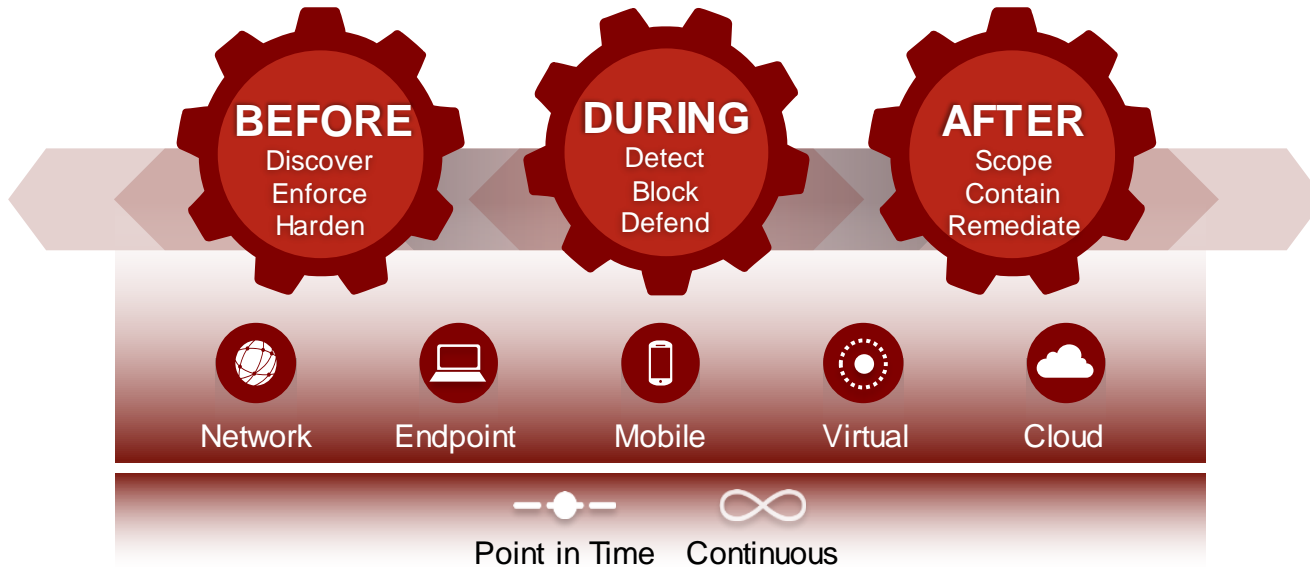 BEFORE
Discover
Enforce
Harden
DURING
Detect
Block
Defend
AFTER
Scope
Contain
Remediate
Network
Endpoint
Mobile
Virtual
Cloud
Point in Time
Continuous